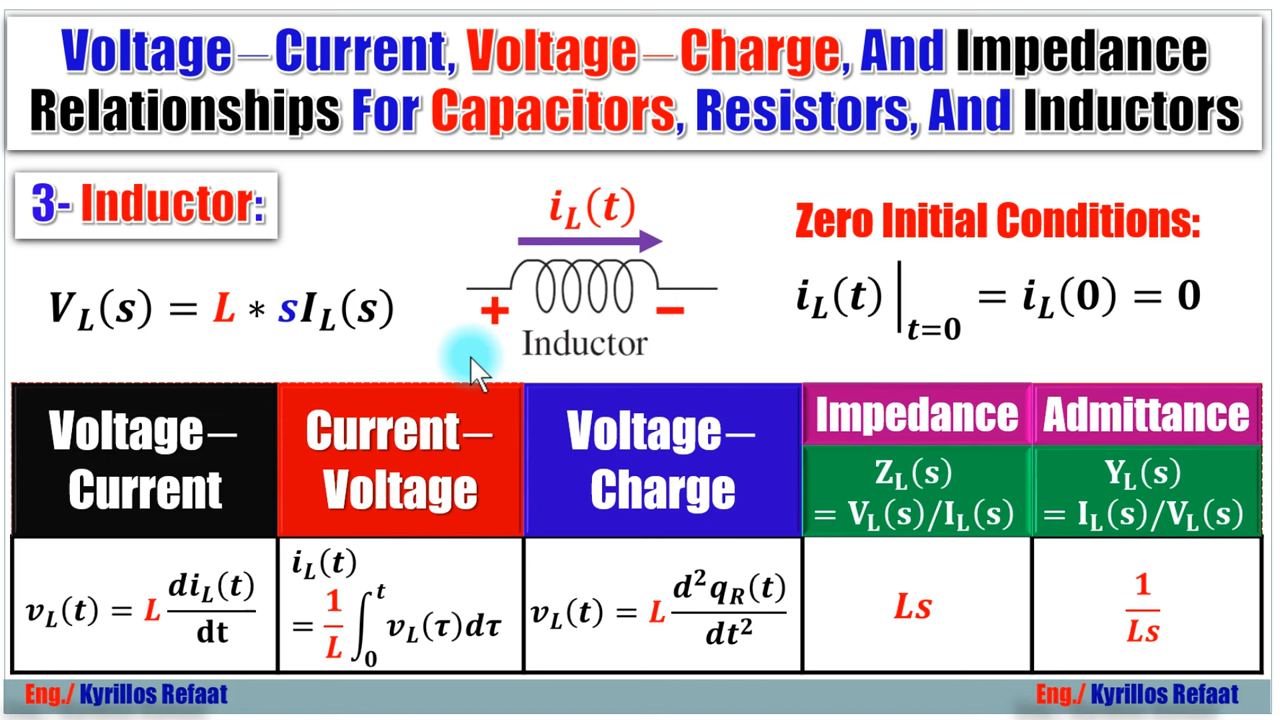 Voltage–Current, Voltage–Charge, And Impedance
Relationships For Capacitors, Resistors, And Inductors
3- Inductor:
i_L(t)
Zero Initial Conditions:
V_L(s) = L * sI_L(s)
+ −
Inductor
i_L(t)|_{t=0} = i_L(0) = 0
Voltage–
Current
Current–
Voltage
Voltage–
Charge
Impedance
Z_L(s)
= V_L(s)/I_L(s)
Admittance
Y_L(s)
= I_L(s)/V_L(s)
v_L(t) = L di_L(t)/dt
i_L(t)
= 1/L ∫_0^t v_L(τ)dτ
v_L(t) = L d²q_R(t)/dt²
Ls
1/Ls
Eng./ Kyrillos Refaat
Eng./ Kyrillos Refaat